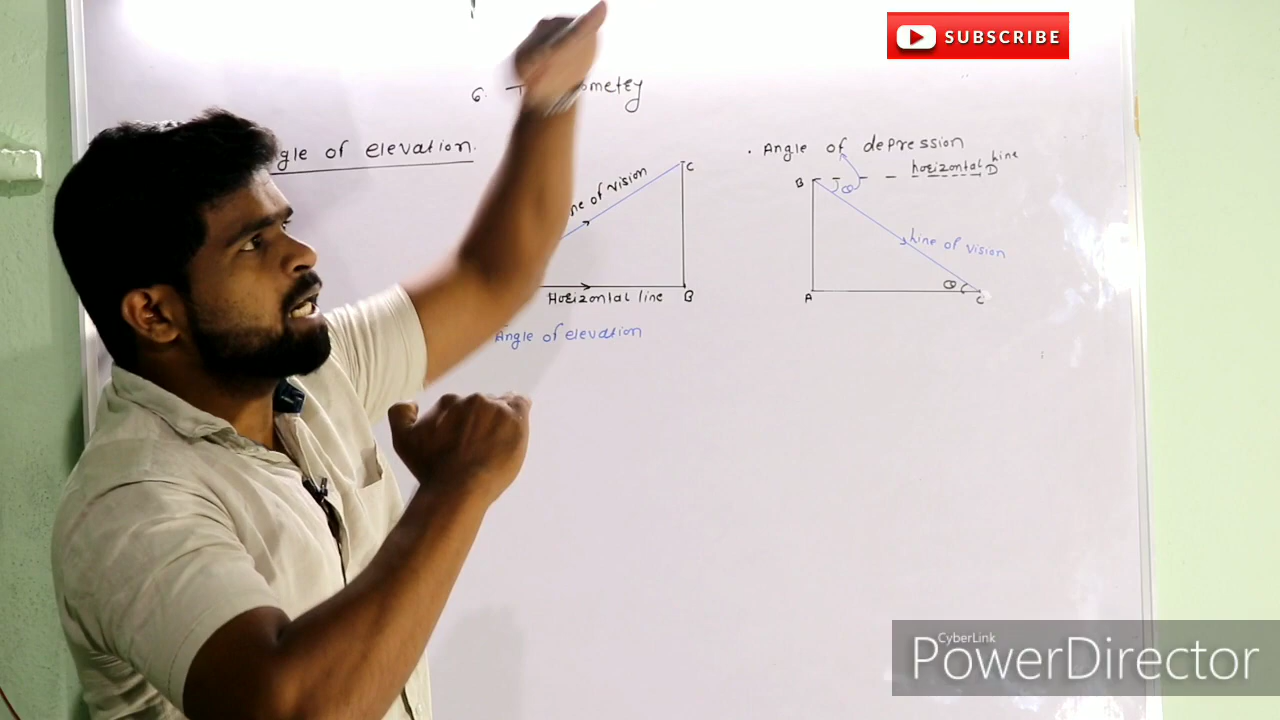 SUBSCRIBE
6. ometry
gle of elevation.
ne of vision
C
Horizontal line
B
Angle of elevation
. Angle of depression
B
horizontal line
D
θ
Line of vision
θ
A
C
CyberLink
PowerDirector